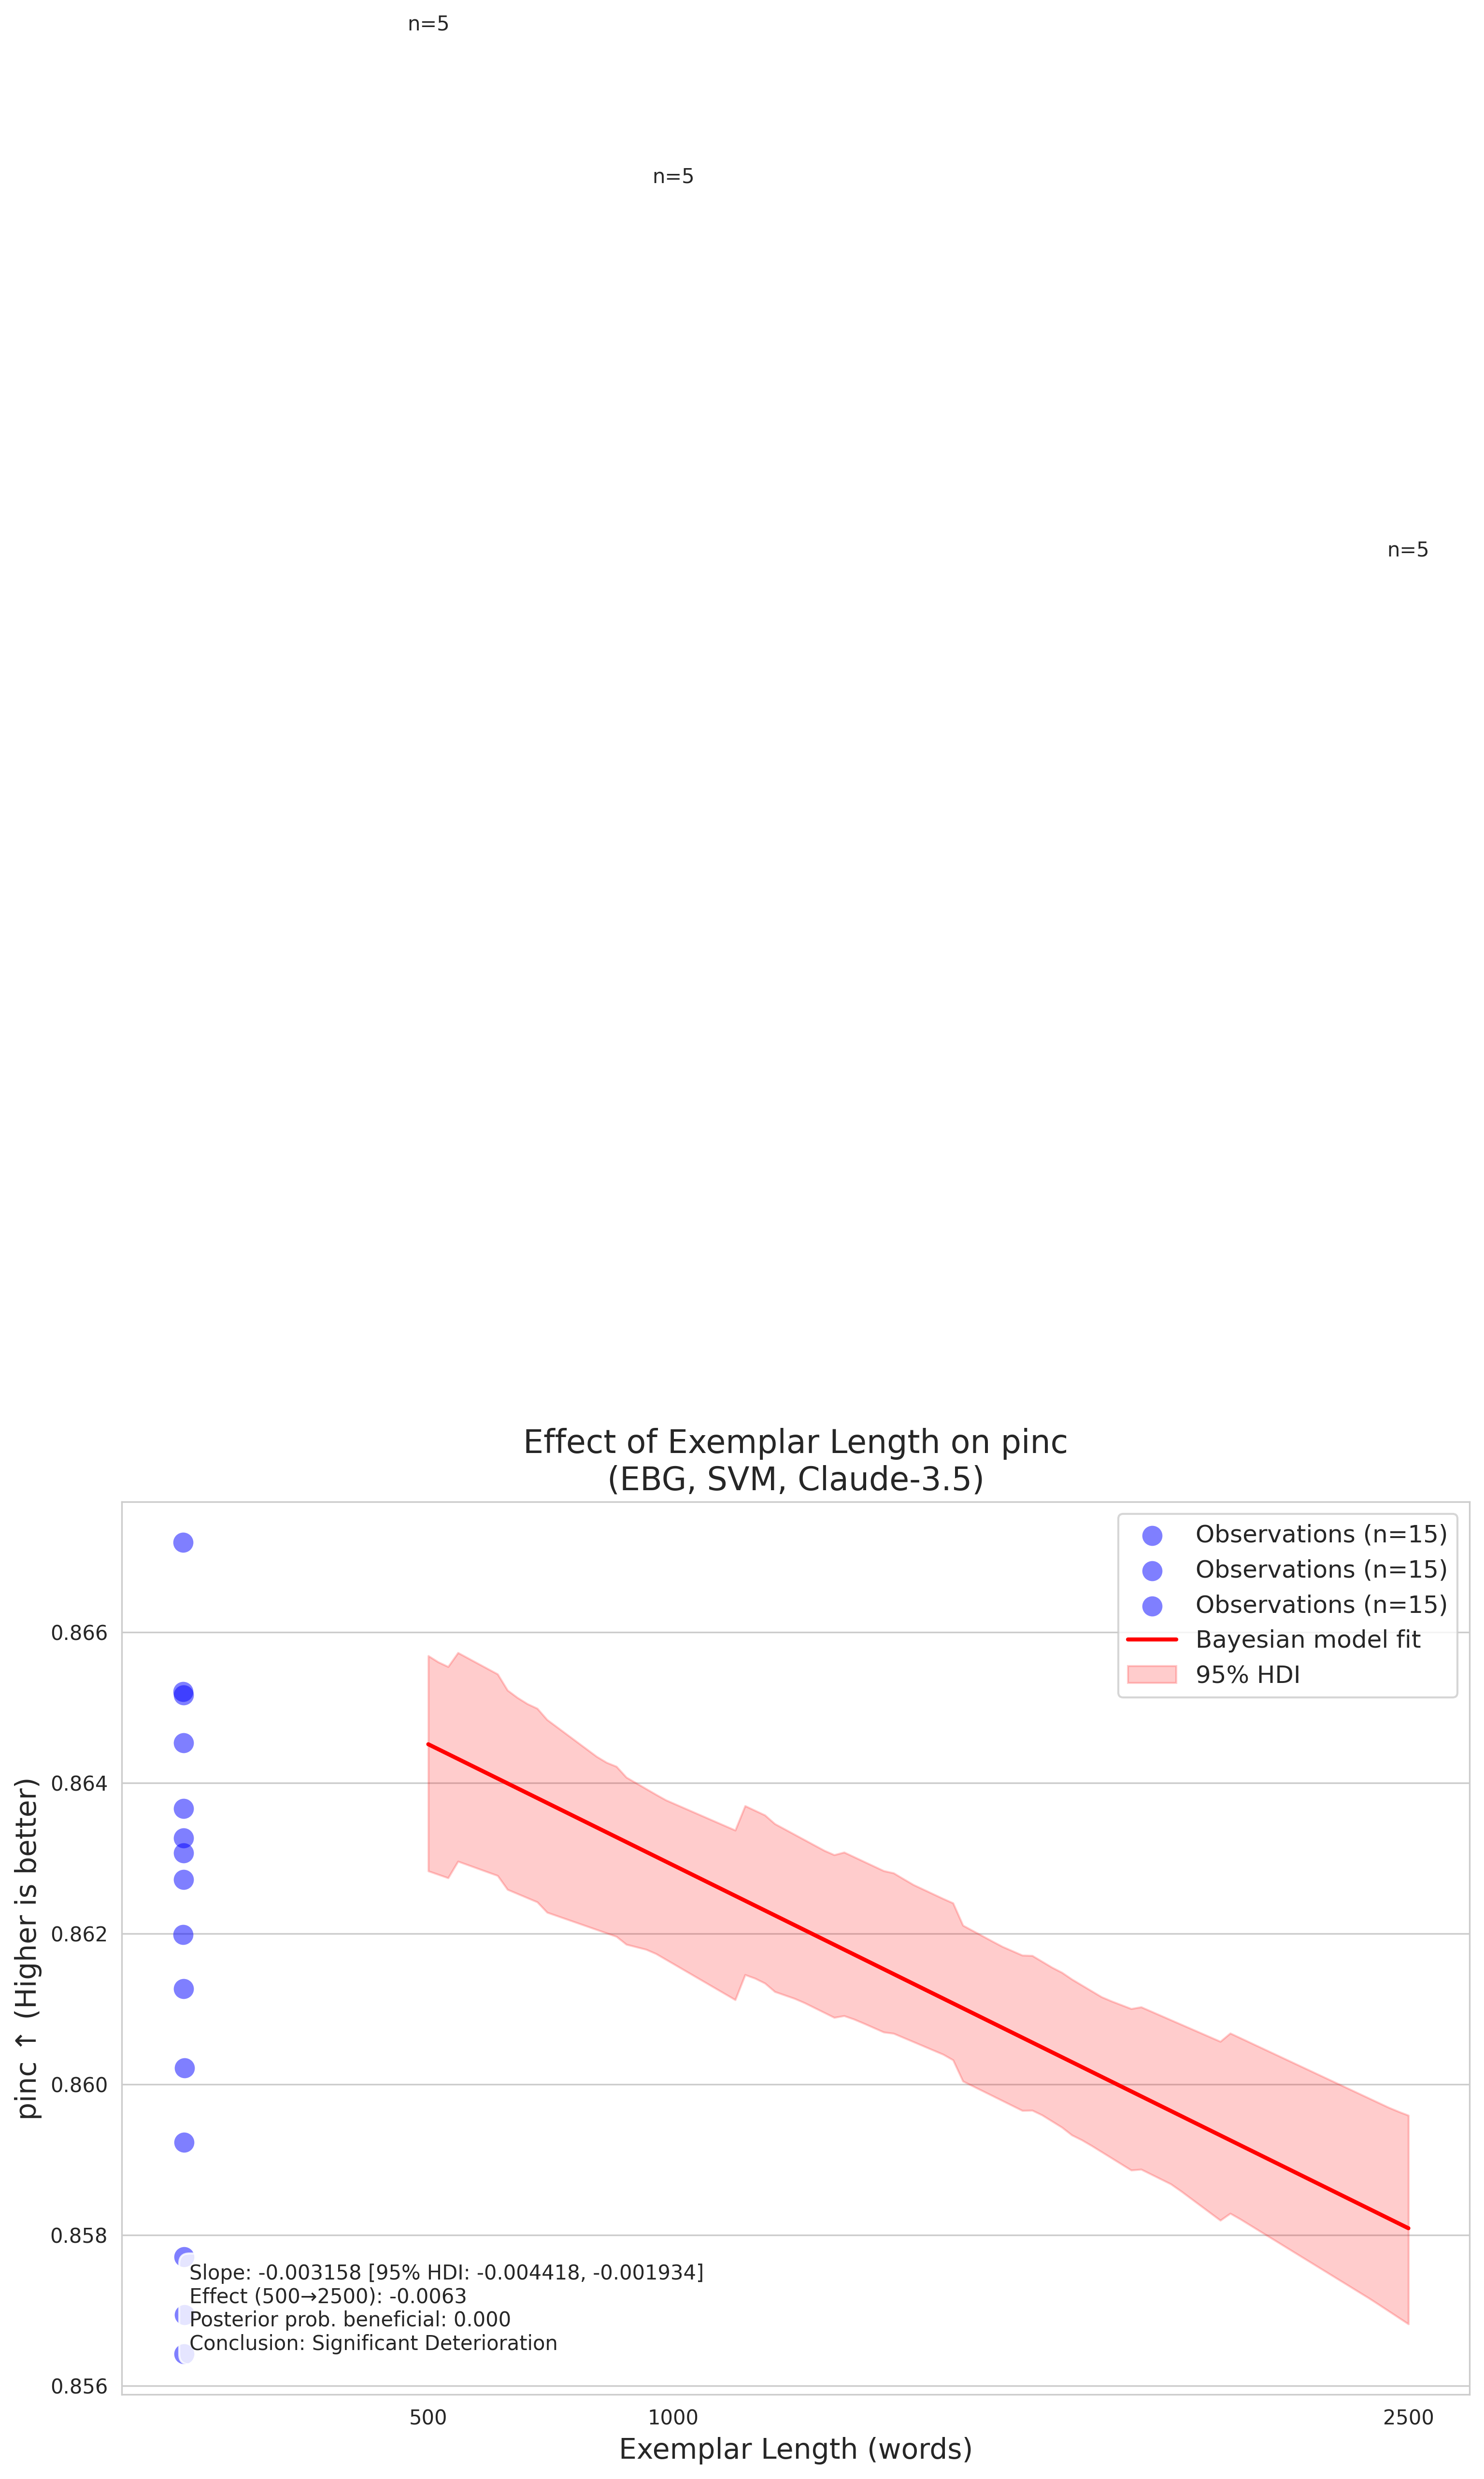 n=5
n=5
n=5
Effect of Exemplar Length on pinc
(EBG, SVM, Claude-3.5)
Observations (n=15)
Observations (n=15)
Observations (n=15)
Bayesian model fit
95% HDI
pinc ↑ (Higher is better)
0.866
0.864
0.862
0.860
0.858
0.856
Slope: -0.003158 [95% HDI: -0.004418, -0.001934]
Effect (500→2500): -0.0063
Posterior prob. beneficial: 0.000
Conclusion: Significant Deterioration
500
1000
2500
Exemplar Length (words)